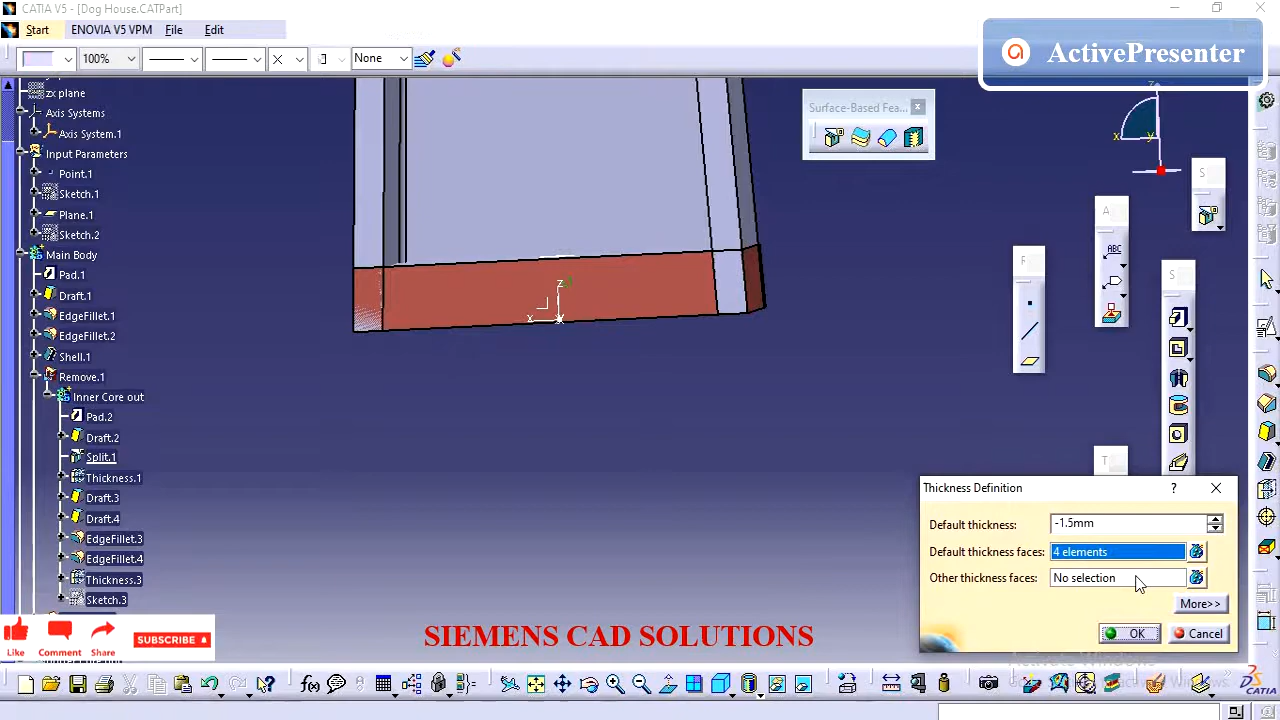 CATIA V5 - [Dog House.CATPart]
Start ENOVIA V5 VPM File Edit
ActivePresenter
100% None
zx plane
Axis Systems
Axis System.1
Input Parameters
Point.1
Sketch.1
Plane.1
Sketch.2
Main Body
Pad.1
Draft.1
EdgeFillet.1
EdgeFillet.2
Shell.1
Remove.1
Inner Core out
Pad.2
Draft.2
Split.1
Thickness.1
Draft.3
Draft.4
EdgeFillet.3
EdgeFillet.4
Thickness.3
Sketch.3
Surface-Based Fea...
z
x y
S
A
ABC
R
S
T
z
x
Thickness Definition ?
Default thickness: -1.5mm
Default thickness faces: 4 elements
Other thickness faces: No selection
More>>
OK Cancel
Like Comment Share SUBSCRIBE
SIEMENS CAD SOLUTIONS
Activate Windows
f(x)
CATIA